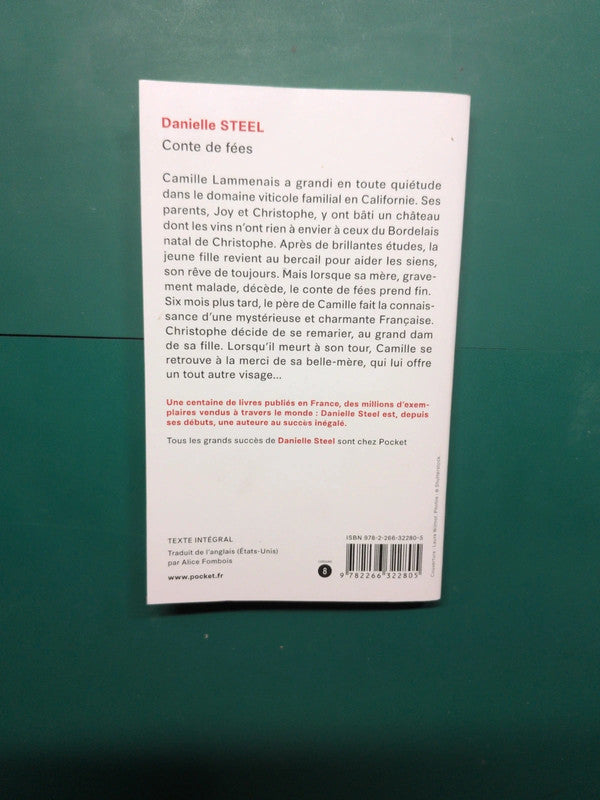 Danielle STEEL
Conte de fées
Camille Lammenais a grandi en toute quiétude
dans le domaine viticole familial en Californie. Ses
parents, Joy et Christophe, y ont bâti un château
dont les vins n'ont rien à envier à ceux du Bordelais
natal de Christophe. Après de brillantes études, la
jeune fille revient au bercail pour aider les siens,
son rêve de toujours. Mais lorsque sa mère, grave-
ment malade, décède, le conte de fées prend fin.
Six mois plus tard, le père de Camille fait la connais-
sance d'une mystérieuse et charmante Française.
Christophe décide de se remarier, au grand dam
de sa fille. Lorsqu'il meurt à son tour, Camille se
retrouve à la merci de sa belle-mère, qui lui offre
un tout autre visage...
Une centaine de livres publiés en France, des millions d'exem-
plaires vendus à travers le monde : Danielle Steel est, depuis
ses débuts, une auteure au succès inégalé.
Tous les grands succès de Danielle Steel sont chez Pocket
TEXTE INTÉGRAL
Traduit de l'anglais (États-Unis)
par Alice Fombois
www.pocket.fr
8
ISBN 978-2-266-32280-5
9 782266 322805
Couverture : Laura
Shutterstock